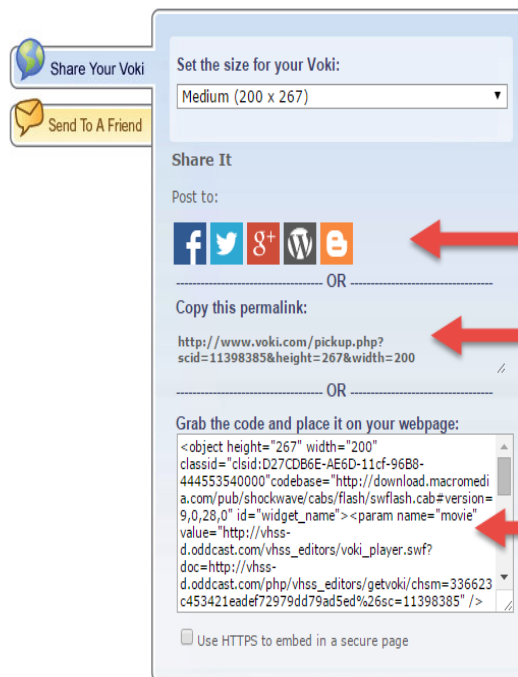 Share Your Voki
Send To A Friend
Set the size for your Voki:
Medium (200 x 267)
Share It
Post to:
f
g+
W
B
OR
Copy this permalink:
http://www.voki.com/pickup.php?
scid=11398385&height=267&width=200
OR
Grab the code and place it on your webpage:
<object height="267" width="200"
classid="clsid:D27CDB6E-AE6D-11cf-96B8-
444553540000"codebase="http://download.macromedi
a.com/pub/shockwave/cabs/flash/swflash.cab#version=
9,0,28,0" id="widget_name"><param name="movie"
value="http://vhss-
d.oddcast.com/vhss_editors/voki_player.swf?
doc=http://vhss-
d.oddcast.com/php/vhss_editors/getvoki/chsm=336623
c453421eadef72979dd79ad5ed%26sc=11398385" />
Use HTTPS to embed in a secure page